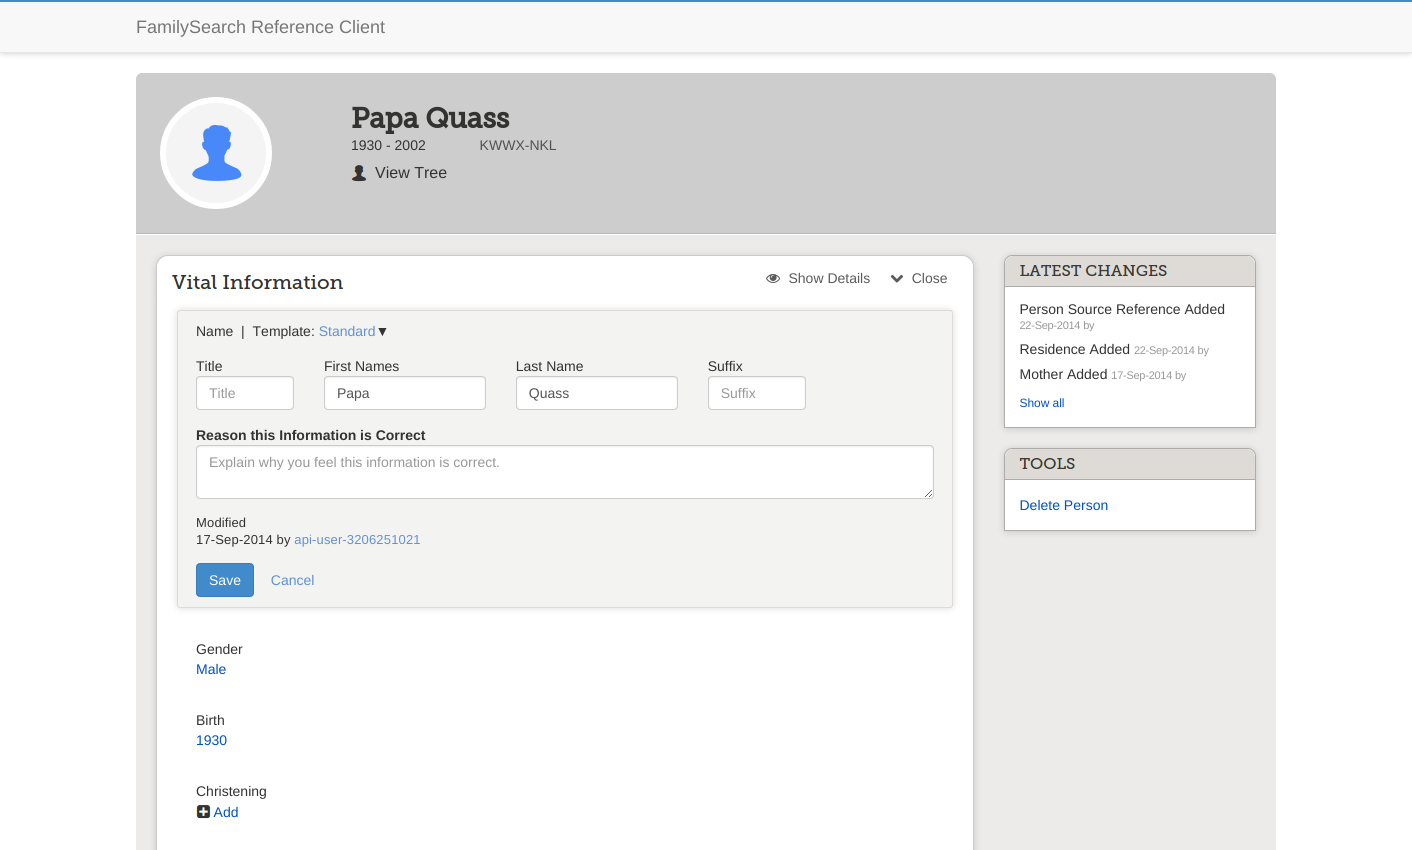 FamilySearch Reference Client
Papa Quass
1930 - 2002 KWWX-NKL
View Tree
Vital Information
Show Details Close
Name | Template: Standard▼
Title First Names Last Name Suffix
Title Papa Quass Suffix
Reason this Information is Correct
Explain why you feel this information is correct.
Modified
17-Sep-2014 by api-user-3206251021
Save Cancel
Gender
Male
Birth
1930
Christening
Add
LATEST CHANGES
Person Source Reference Added
22-Sep-2014 by
Residence Added 22-Sep-2014 by
Mother Added 17-Sep-2014 by
Show all
TOOLS
Delete Person